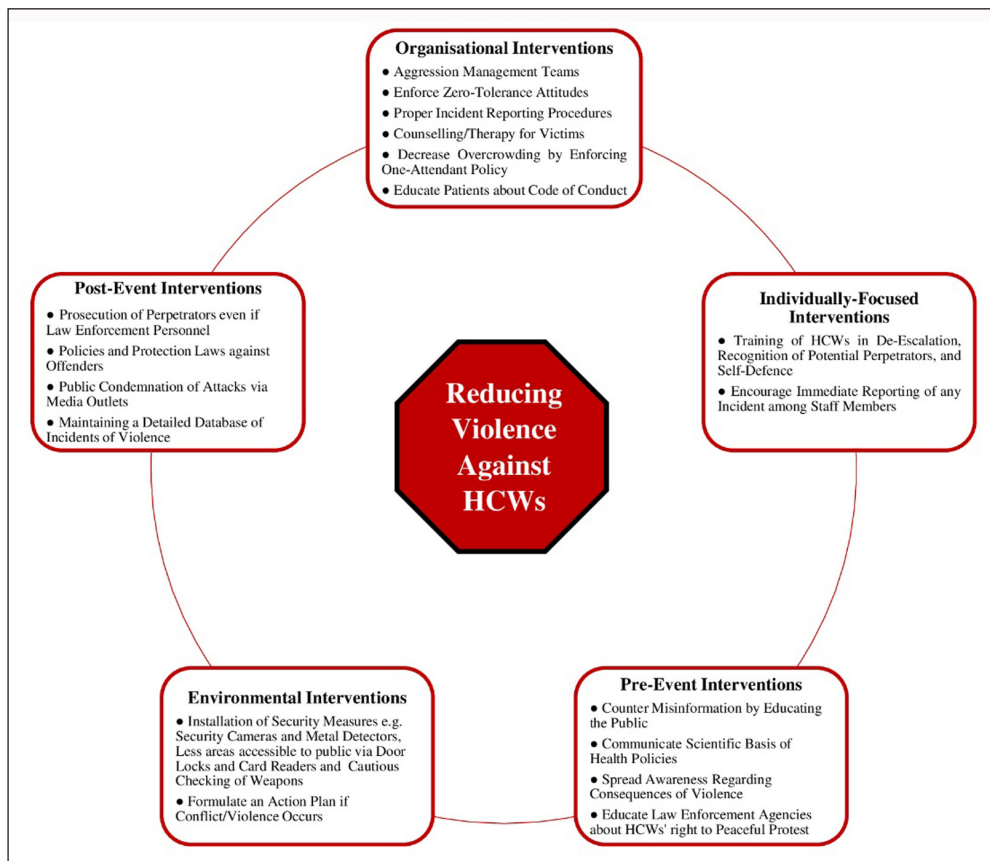 Organisational Interventions
● Aggression Management Teams
● Enforce Zero-Tolerance Attitudes
● Proper Incident Reporting Procedures
● Counselling/Therapy for Victims
● Decrease Overcrowding by Enforcing
One-Attendant Policy
● Educate Patients about Code of Conduct
Post-Event Interventions
● Prosecution of Perpetrators even if
Law Enforcement Personnel
● Policies and Protection Laws against
Offenders
● Public Condemnation of Attacks via
Media Outlets
● Maintaining a Detailed Database of
Incidents of Violence
Individually-Focused
Interventions
● Training of HCWs in De-Escalation,
Recognition of Potential Perpetrators, and
Self-Defence
● Encourage Immediate Reporting of any
Incident among Staff Members
Reducing
Violence
Against
HCWs
Environmental Interventions
● Installation of Security Measures e.g.
Security Cameras and Metal Detectors,
Less areas accessible to public via Door
Locks and Card Readers and Cautious
Checking of Weapons
● Formulate an Action Plan if
Conflict/Violence Occurs
Pre-Event Interventions
● Counter Misinformation by Educating
the Public
● Communicate Scientific Basis of
Health Policies
● Spread Awareness Regarding
Consequences of Violence
● Educate Law Enforcement Agencies
about HCWs' right to Peaceful Protest